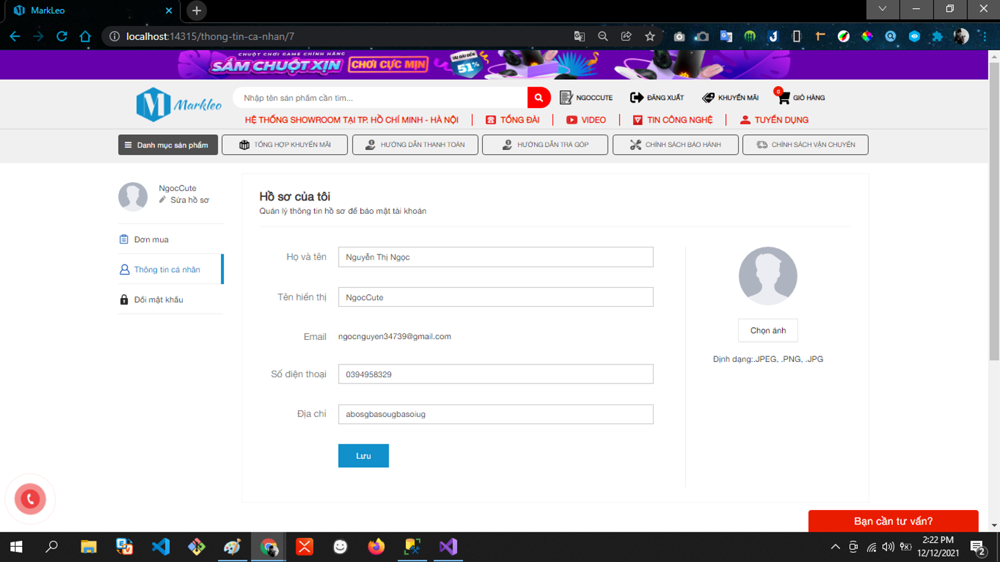 MarkLeo
localhost:14315/thong-tin-ca-nhan/7
CHUỘT CHƠI GAME CHÍNH HÃNG
SẮM CHUỘT XỊN CHƠI CỰC MỊN
ƯU ĐÃI ĐẾN
51%
M Markleo
Nhập tên sản phẩm cần tìm...
NGOCCUTE
ĐĂNG XUẤT
KHUYẾN MÃI
0
GIỎ HÀNG
HỆ THỐNG SHOWROOM TẠI TP. HỒ CHÍ MINH - HÀ NỘI
TỔNG ĐÀI
VIDEO
TIN CÔNG NGHỆ
TUYỂN DỤNG
Danh mục sản phẩm
TỔNG HỢP KHUYẾN MÃI
HƯỚNG DẪN THANH TOÁN
HƯỚNG DẪN TRẢ GÓP
CHÍNH SÁCH BẢO HÀNH
CHÍNH SÁCH VẬN CHUYỂN
NgocCute
Sửa hồ sơ
Đơn mua
Thông tin cá nhân
Đổi mật khẩu
Hồ sơ của tôi
Quản lý thông tin hồ sơ để bảo mật tài khoản
Họ và tên
Nguyễn Thị Ngọc
Tên hiển thị
NgocCute
Email
ngocnguyen34739@gmail.com
Số điện thoại
0394958329
Địa chỉ
abosgbasougbasoiug
Lưu
Chọn ảnh
Định dạng:.JPEG, .PNG, .JPG
Bạn cần tư vấn?
2:22 PM
12/12/2021
2